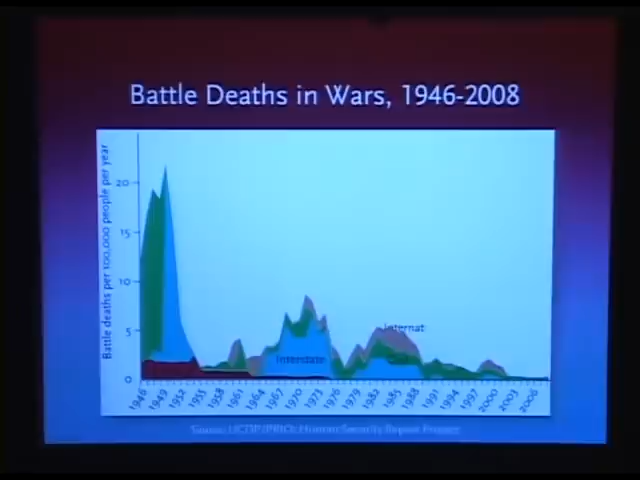 Battle Deaths in Wars, 1946-2008
Battle deaths per 100,000 people per year
20
15
10
5
0
Internat
Interstate
1946 1949 1952 1955 1958 1961 1964 1967 1970 1973 1976 1979 1982 1985 1988 1991 1994 1997 2000 2003 2006
Source: UCDP/PRIO; Human Security Report Project